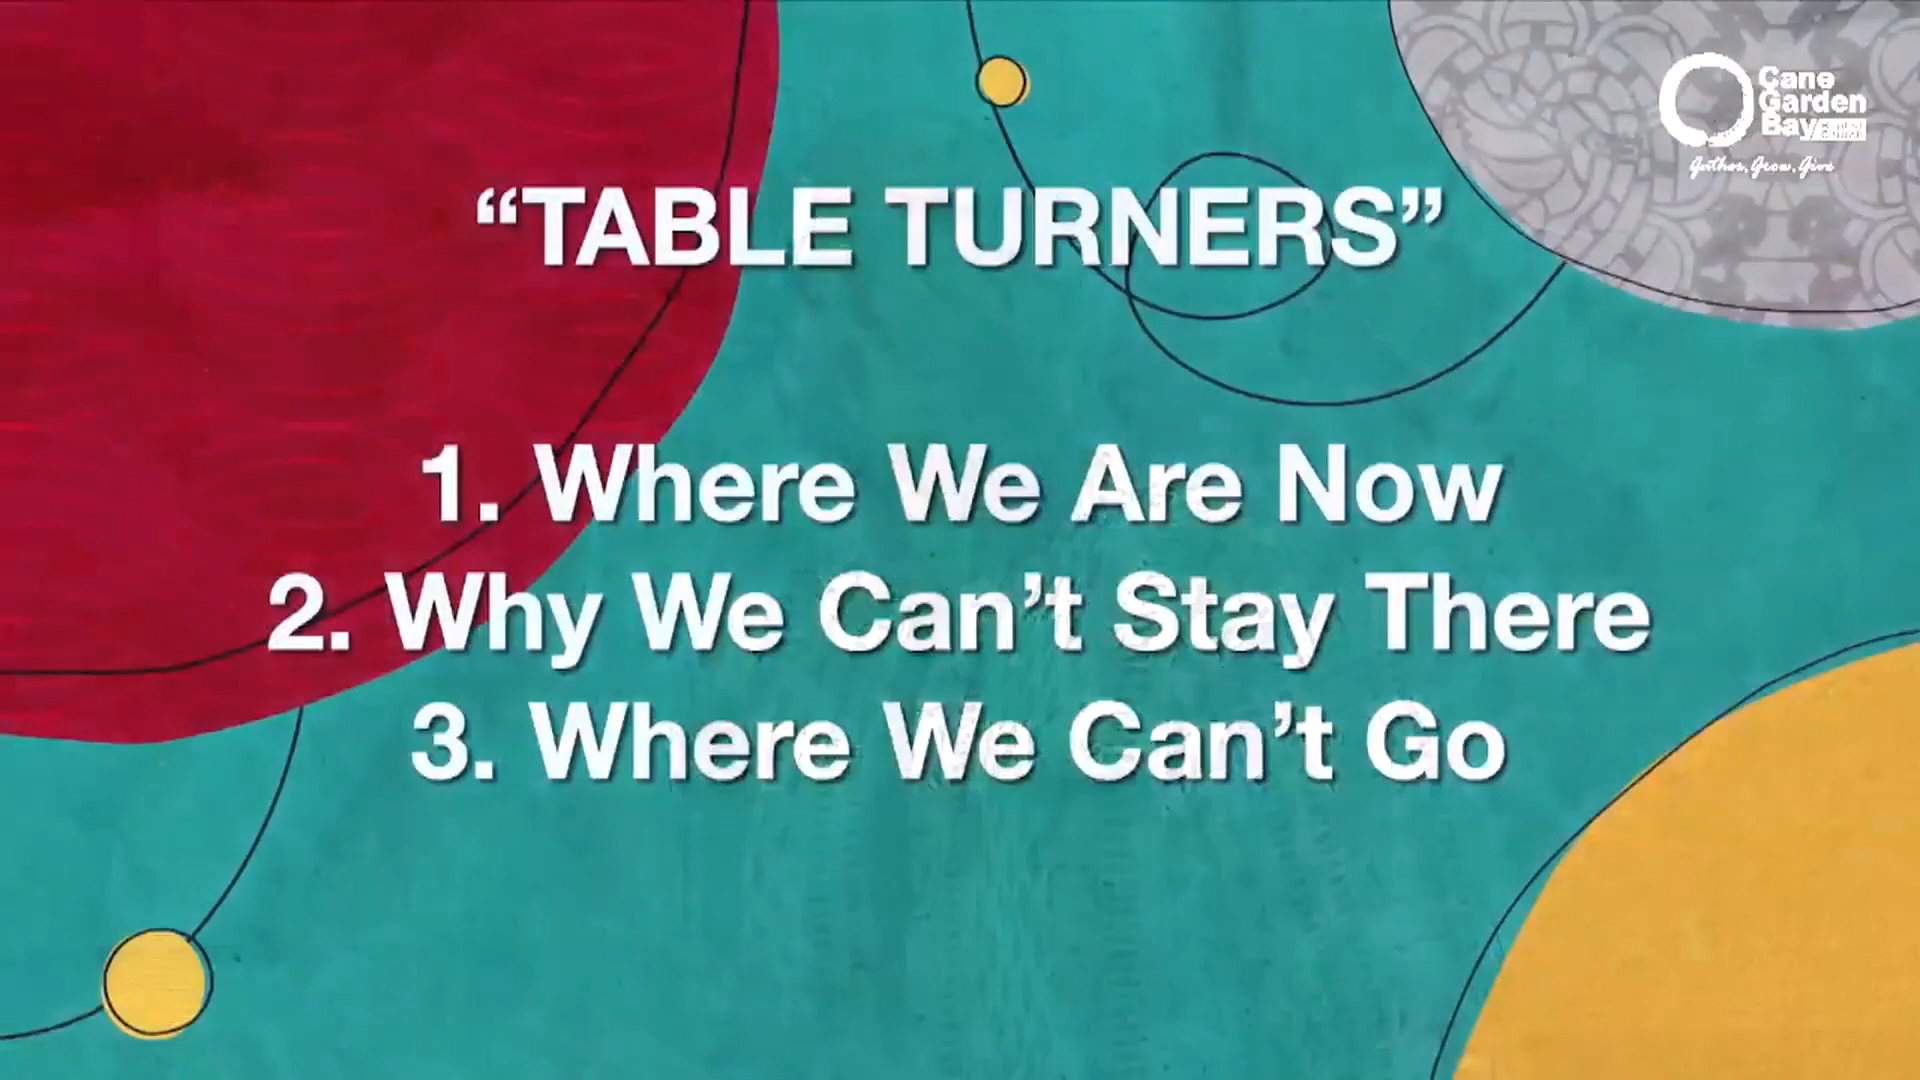 Cane
Garden
Bay
Gather, Grow, Give
“TABLE TURNERS”
1. Where We Are Now
2. Why We Can’t Stay There
3. Where We Can’t Go